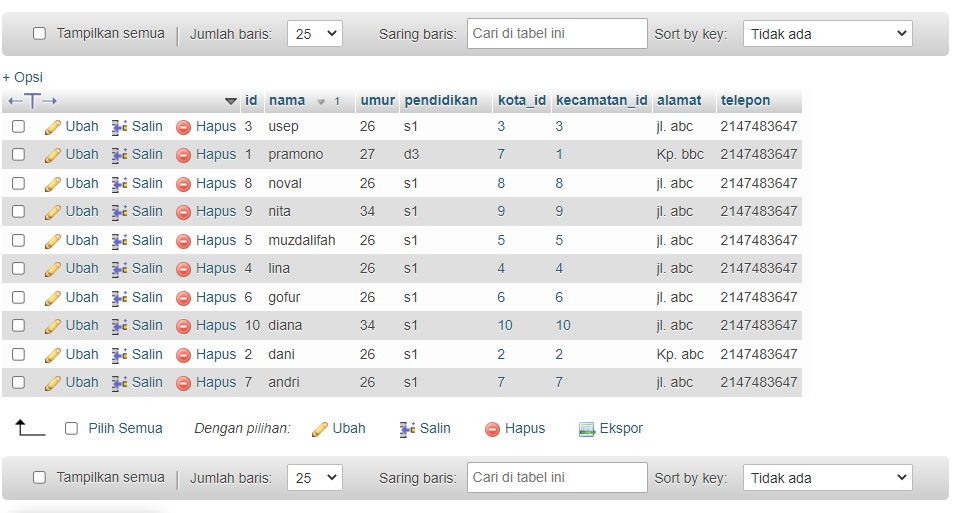 Tampilkan semua Jumlah baris: 25 Saring baris: Cari di tabel ini Sort by key: Tidak ada
+ Opsi
←T→ id nama 1 umur pendidikan kota_id kecamatan_id alamat telepon
Ubah Salin Hapus 3 usep 26 s1 3 3 jl. abc 2147483647
Ubah Salin Hapus 1 pramono 27 d3 7 1 Kp. bbc 2147483647
Ubah Salin Hapus 8 noval 26 s1 8 8 jl. abc 2147483647
Ubah Salin Hapus 9 nita 34 s1 9 9 jl. abc 2147483647
Ubah Salin Hapus 5 muzdalifah 26 s1 5 5 jl. abc 2147483647
Ubah Salin Hapus 4 lina 26 s1 4 4 jl. abc 2147483647
Ubah Salin Hapus 6 gofur 26 s1 6 6 jl. abc 2147483647
Ubah Salin Hapus 10 diana 34 s1 10 10 jl. abc 2147483647
Ubah Salin Hapus 2 dani 26 s1 2 2 Kp. abc 2147483647
Ubah Salin Hapus 7 andri 26 s1 7 7 jl. abc 2147483647
Pilih Semua Dengan pilihan: Ubah Salin Hapus Ekspor
Tampilkan semua Jumlah baris: 25 Saring baris: Cari di tabel ini Sort by key: Tidak ada